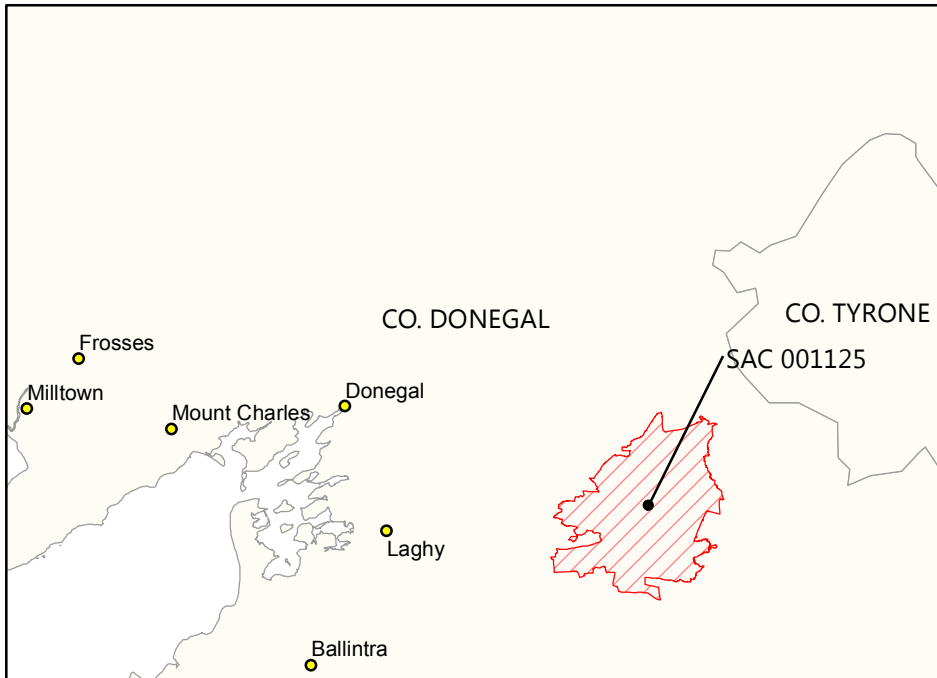 CO. DONEGAL
CO. TYRONE
Frosses
SAC 001125
Milltown
Donegal
Mount Charles
Laghy
Ballintra